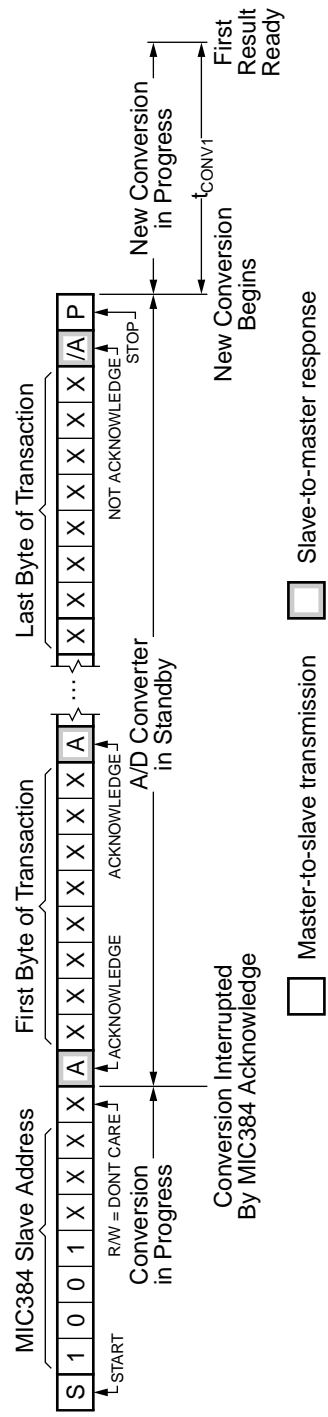 MIC384 Slave Address
First Byte of Transaction
Last Byte of Transaction
S 1 0 0 1 X X X X A X X X X X X X X A .... X X X X X X X X /A P
START
R/W = DONT CARE
ACKNOWLEDGE
ACKNOWLEDGE
NOT ACKNOWLEDGE
STOP
Conversion
in Progress
A/D Converter
in Standby
New Conversion
in Progress
tCONV1
Conversion Interrupted
By MIC384 Acknowledge
New Conversion
Begins
First
Result
Ready
Master-to-slave transmission
Slave-to-master response